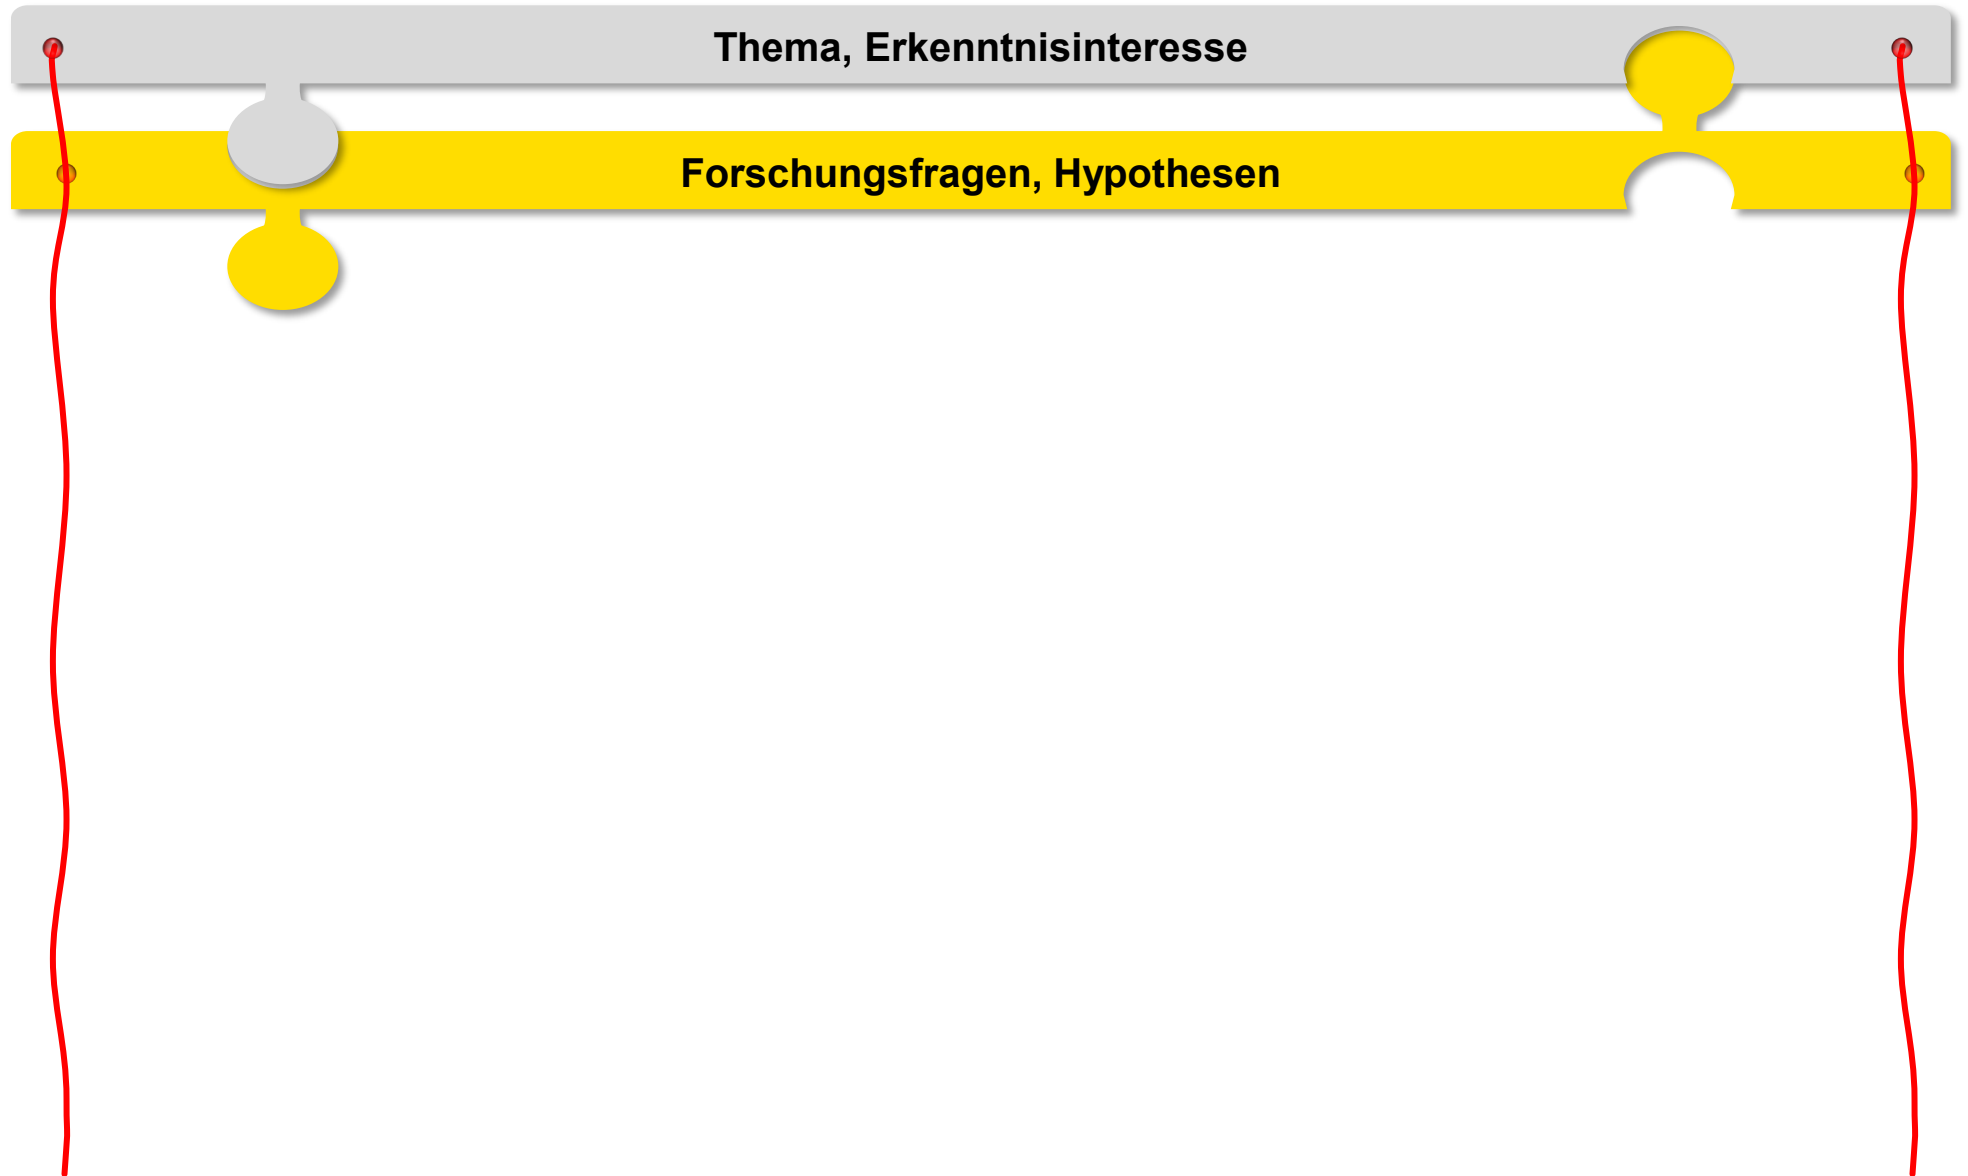 Thema, Erkenntnisinteresse
Forschungsfragen, Hypothesen